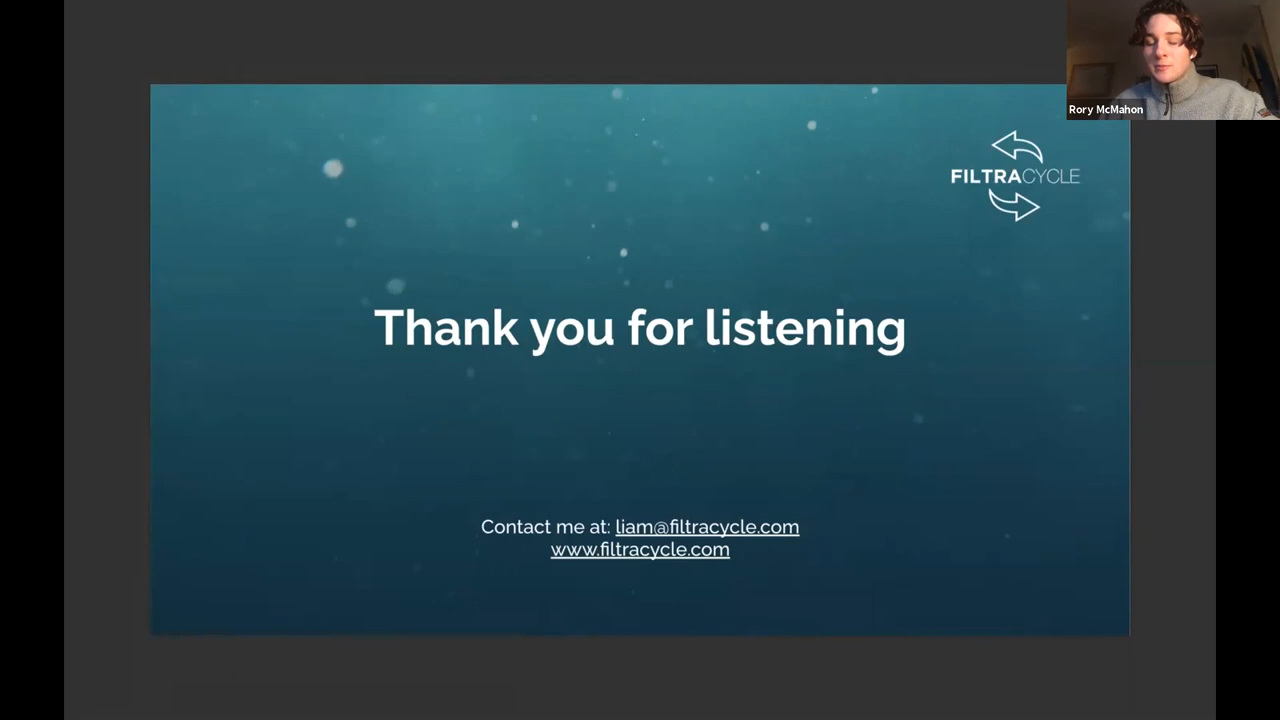 Rory McMahon
FILTRACYCLE
Thank you for listening
Contact me at: liam@filtracycle.com
www.filtracycle.com